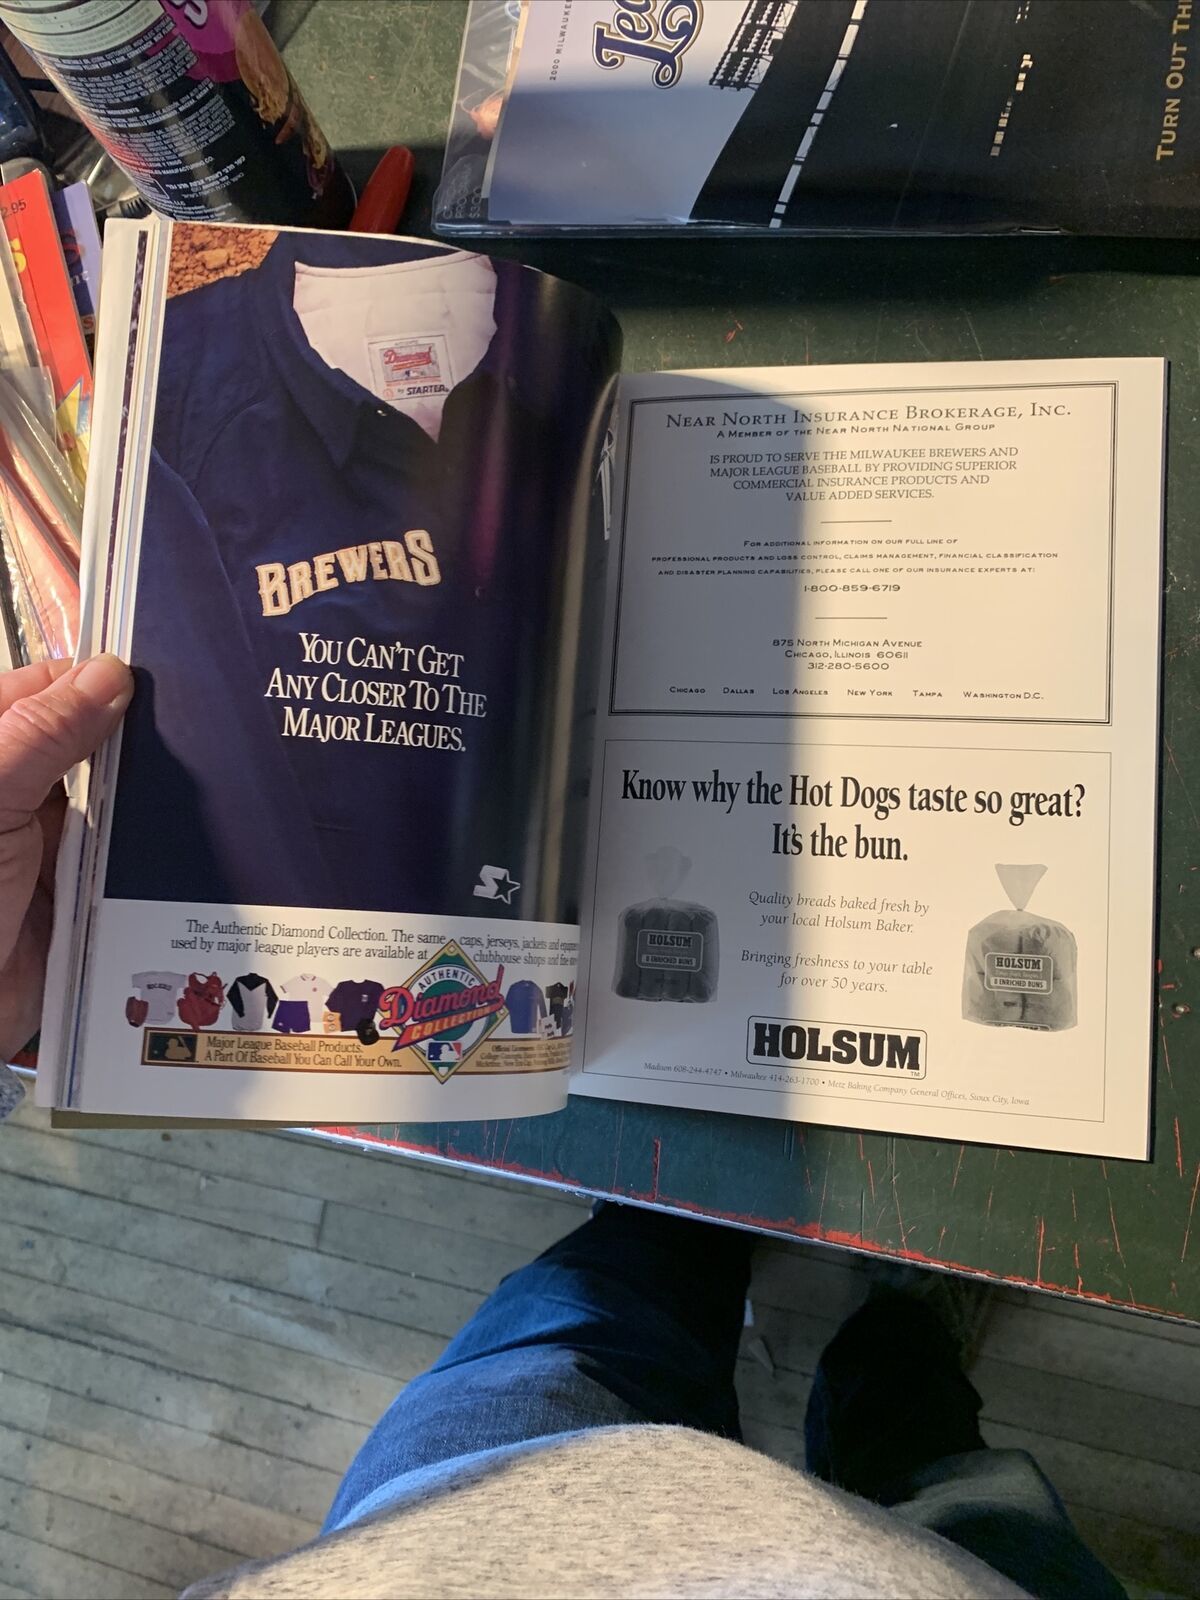 2000 MILWAUKEE
TURN OUT TH
2.95
Diamond
by STARTER
BREWERS
YOU CAN'T GET
ANY CLOSER TO THE
MAJOR LEAGUES.
The Authentic Diamond Collection. The same caps, jerseys, jackets and
used by major league players are available at clubhouse shops and
AUTHENTIC
Diamond
COLLECTION
Major League Baseball Products.
A Part Of Baseball You Can Call Your Own.
NEAR NORTH INSURANCE BROKERAGE, INC.
A MEMBER OF THE NEAR NORTH NATIONAL GROUP
IS PROUD TO SERVE THE MILWAUKEE BREWERS AND
MAJOR LEAGUE BASEBALL BY PROVIDING SUPERIOR
COMMERCIAL INSURANCE PRODUCTS AND
VALUE ADDED SERVICES.
FOR ADDITIONAL INFORMATION ON OUR FULL LINE OF
PROFESSIONAL PRODUCTS AND LOSS CONTROL, CLAIMS MANAGEMENT, FINANCIAL CLASSIFICATION
AND DISASTER PLANNING CAPABILITIES, PLEASE CALL ONE OF OUR INSURANCE EXPERTS AT:
1-800-859-6719
875 NORTH MICHIGAN AVENUE
CHICAGO, ILLINOIS 60611
312-280-5600
CHICAGO DALLAS LOS ANGELES NEW YORK TAMPA WASHINGTON D.C.
Know why the Hot Dogs taste so great?
It's the bun.
Quality breads baked fresh by
your local Holsum Baker.
Bringing freshness to your table
for over 50 years.
HOLSUM
8 ENRICHED BUNS
HOLSUM
8 ENRICHED BUNS
HOLSUM™
Madison 608-244-4747 • Milwaukee 414-263-1700 • Metz Baking Company General Offices, Sioux City, Iowa